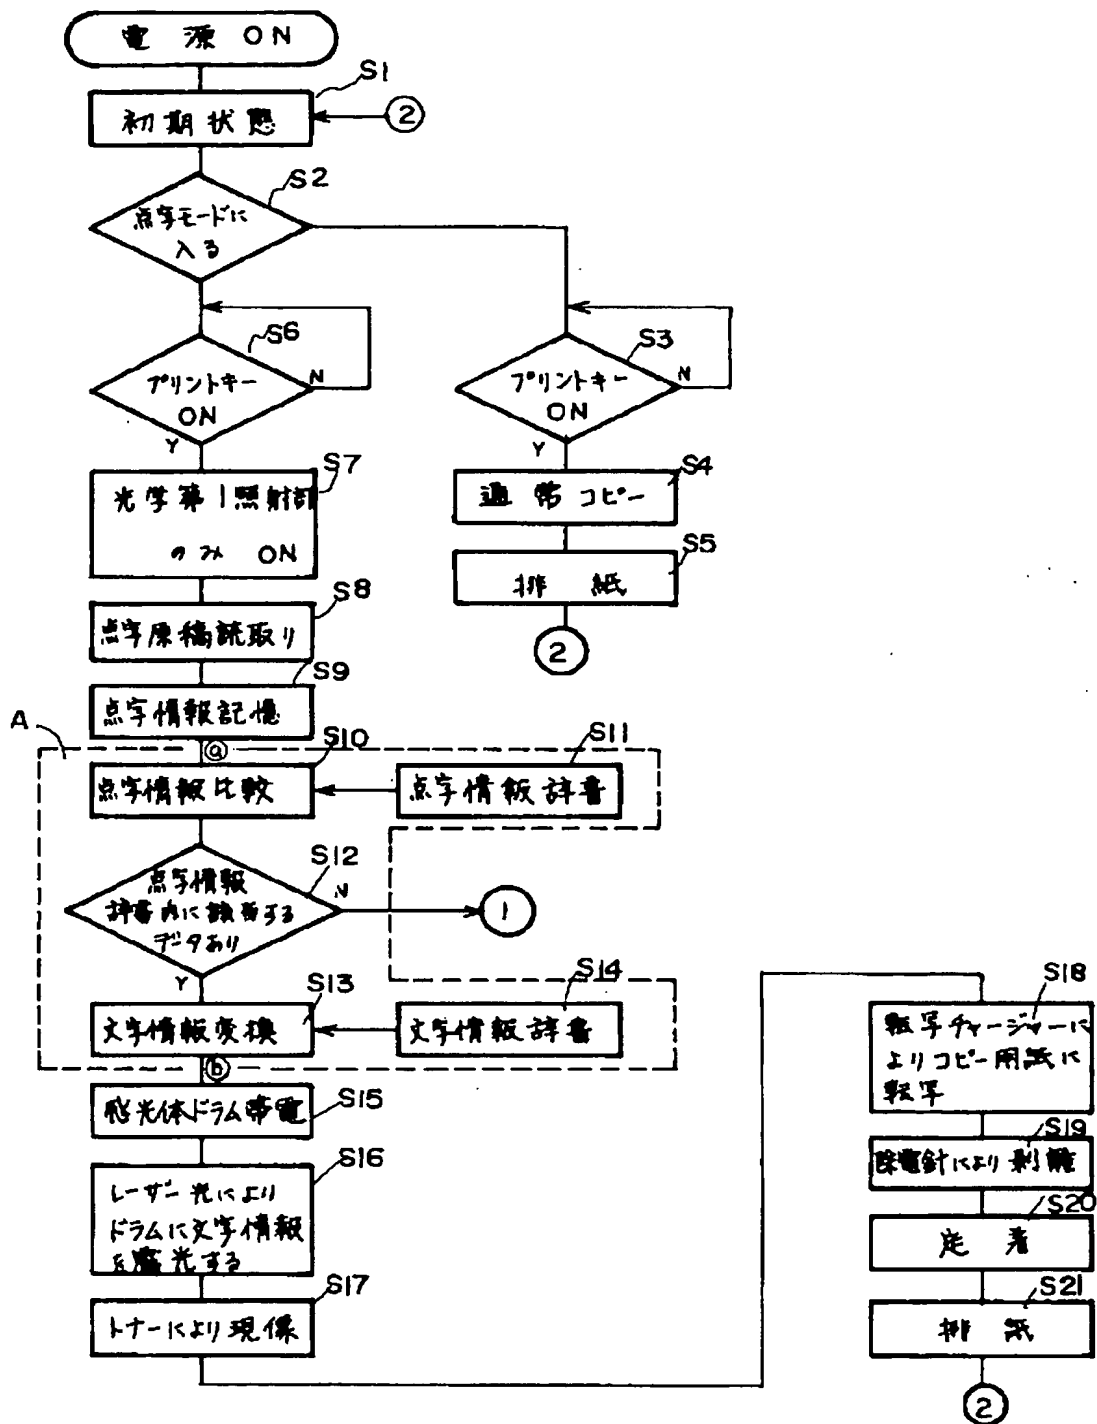 電源 ON
S1
初期状態
②
S2
点字モードに
入る
S6
プリントキー
ON
N
Y
S3
プリントキー
ON
N
Y
S7
光学第1照射部
のみ ON
S4
通常コピー
S5
排紙
②
S8
点字原稿読取り
S9
点字情報記憶
A
ⓐ
S10
点字情報比較
S11
点字情報辞書
S12
点字情報
辞書内に該当する
データあり
N
①
Y
S13
文字情報変換
S14
文字情報辞書
ⓑ
S15
感光体ドラム帯電
S16
レーザー光により
ドラムに文字情報
を露光する
S17
トナーにより現像
S18
転写チャージャーに
よりコピー用紙に
転写
S19
除電針により剥離
S20
定着
S21
排紙
②